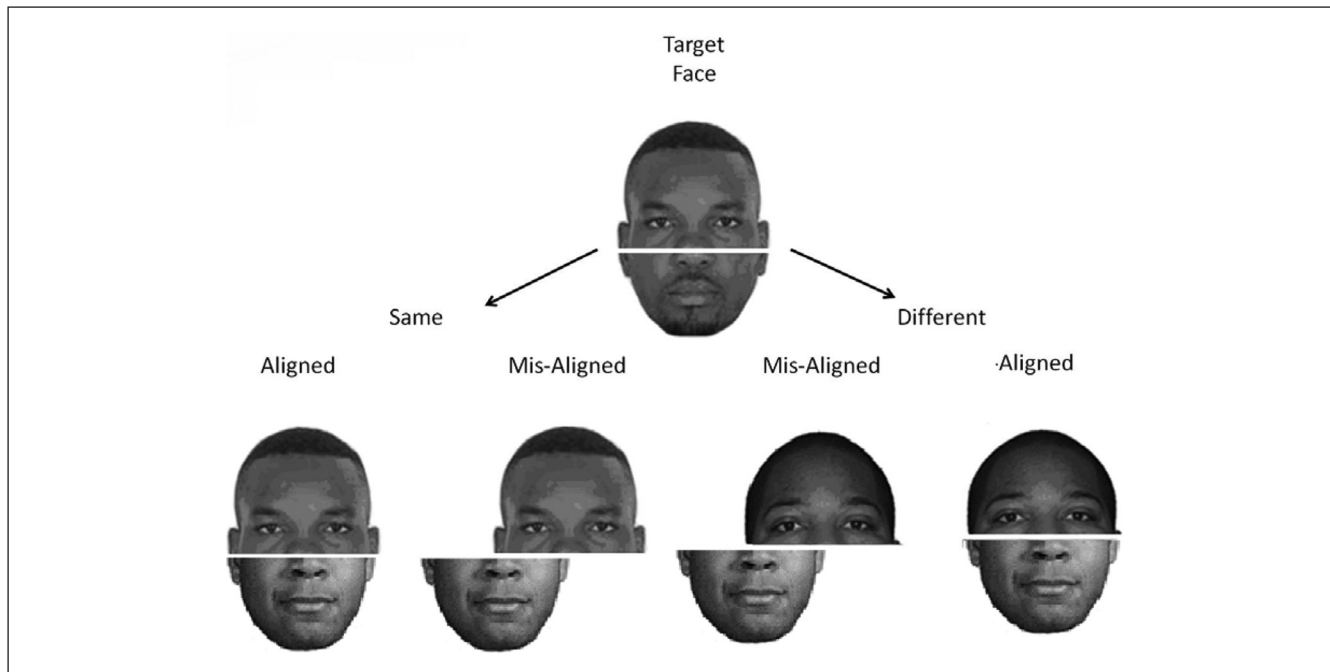 Target
Face
Same
Different
Aligned
Mis-Aligned
Mis-Aligned
·Aligned